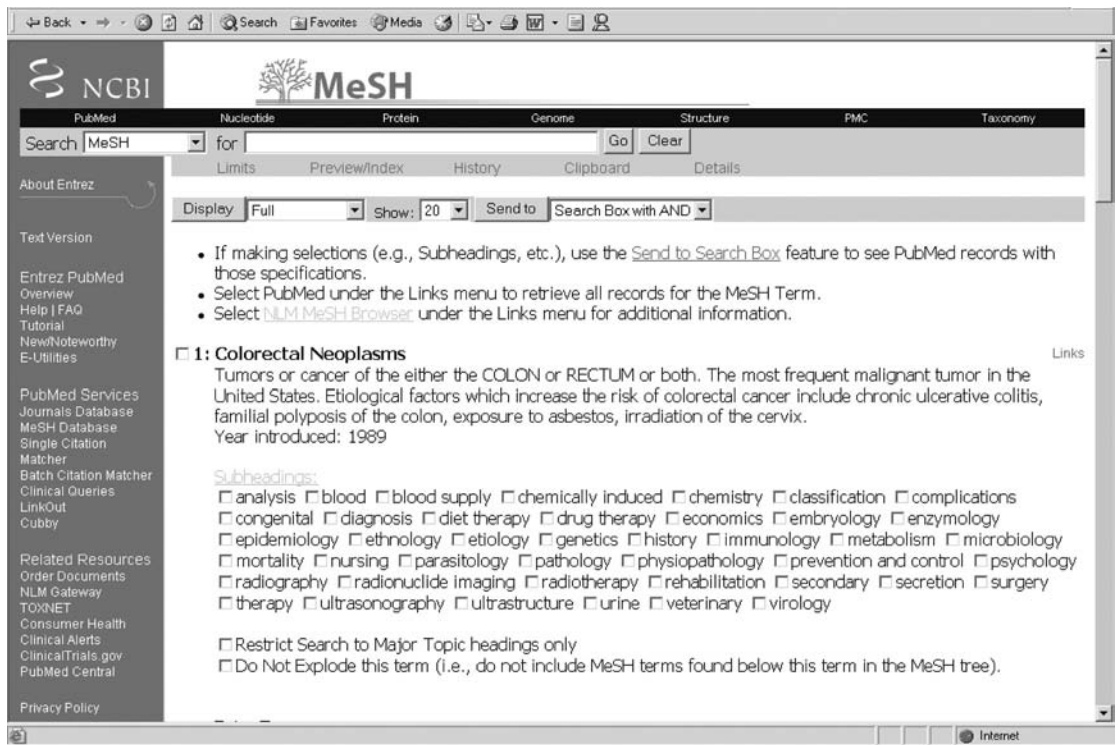 Back Search Favorites Media
NCBI
MeSH
PubMed Nucleotide Protein Genome Structure PMC Taxonomy
Search MeSH for Go Clear
Limits Preview/Index History Clipboard Details
About Entrez
Display Full Show: 20 Send to Search Box with AND
Text Version
Entrez PubMed
Overview
Help | FAQ
Tutorial
New/Noteworthy
E-Utilities
PubMed Services
Journals Database
MeSH Database
Single Citation
Matcher
Batch Citation Matcher
Clinical Queries
LinkOut
Cubby
Related Resources
Order Documents
NLM Gateway
TOXNET
Consumer Health
Clinical Alerts
ClinicalTrials.gov
PubMed Central
Privacy Policy
• If making selections (e.g., Subheadings, etc.), use the Send to Search Box feature to see PubMed records with
those specifications.
• Select PubMed under the Links menu to retrieve all records for the MeSH Term.
• Select NLM MeSH Browser under the Links menu for additional information.
1: Colorectal Neoplasms Links
Tumors or cancer of the either the COLON or RECTUM or both. The most frequent malignant tumor in the
United States. Etiological factors which increase the risk of colorectal cancer include chronic ulcerative colitis,
familial polyposis of the colon, exposure to asbestos, irradiation of the cervix.
Year introduced: 1989
Subheadings:
analysis blood blood supply chemically induced chemistry classification complications
congenital diagnosis diet therapy drug therapy economics embryology enzymology
epidemiology ethnology etiology genetics history immunology metabolism microbiology
mortality nursing parasitology pathology physiopathology prevention and control psychology
radiography radionuclide imaging radiotherapy rehabilitation secondary secretion surgery
therapy ultrasonography ultrastructure urine veterinary virology
Restrict Search to Major Topic headings only
Do Not Explode this term (i.e., do not include MeSH terms found below this term in the MeSH tree).
Internet